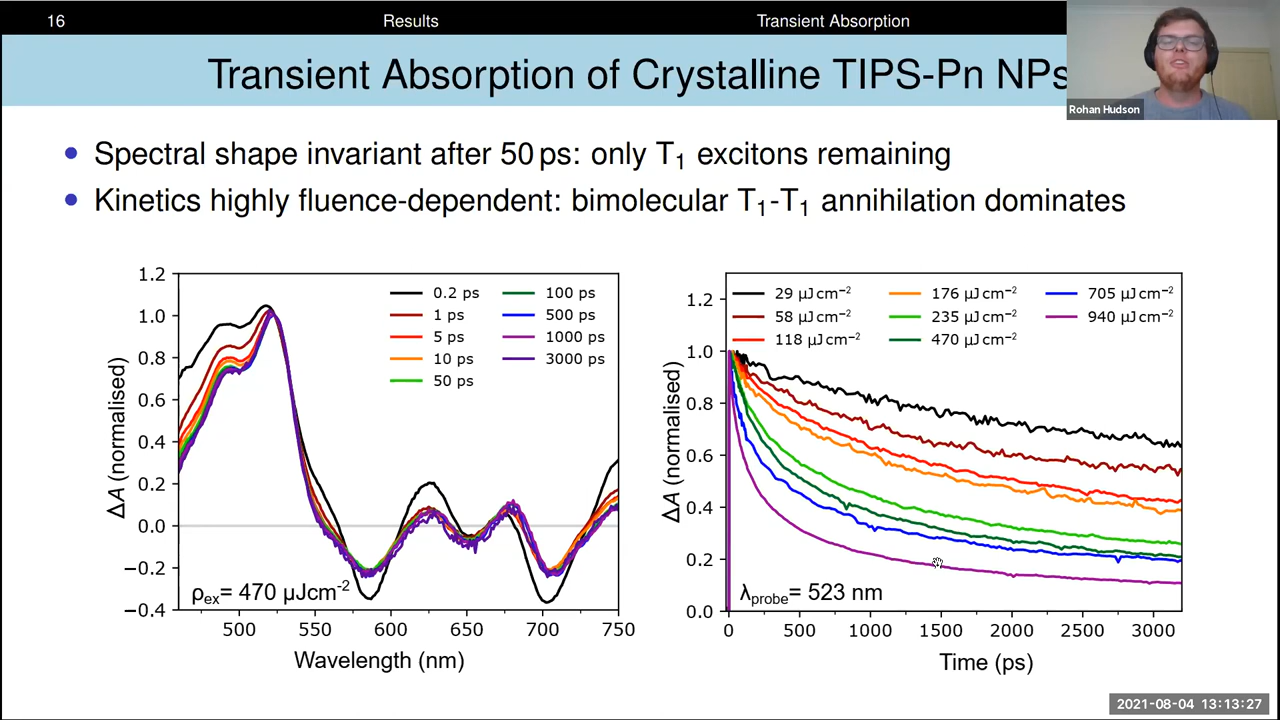 16 Results Transient Absorption
Transient Absorption of Crystalline TIPS-Pn NPs
Rohan Hudson
• Spectral shape invariant after 50 ps: only T₁ excitons remaining
• Kinetics highly fluence-dependent: bimolecular T₁-T₁ annihilation dominates
ΔA (normalised)
1.2
1.0
0.8
0.6
0.4
0.2
0.0
−0.2
−0.4
0.2 ps
1 ps
5 ps
10 ps
50 ps
100 ps
500 ps
1000 ps
3000 ps
ρex= 470 μJcm-2
500 550 600 650 700 750
Wavelength (nm)
ΔA (normalised)
1.2
1.0
0.8
0.6
0.4
0.2
0.0
29 μJ cm−2
58 μJ cm−2
118 μJ cm−2
176 μJ cm−2
235 μJ cm−2
470 μJ cm−2
705 μJ cm−2
940 μJ cm−2
λprobe= 523 nm
0 500 1000 1500 2000 2500 3000
Time (ps)
2021-08-04 13:13:27